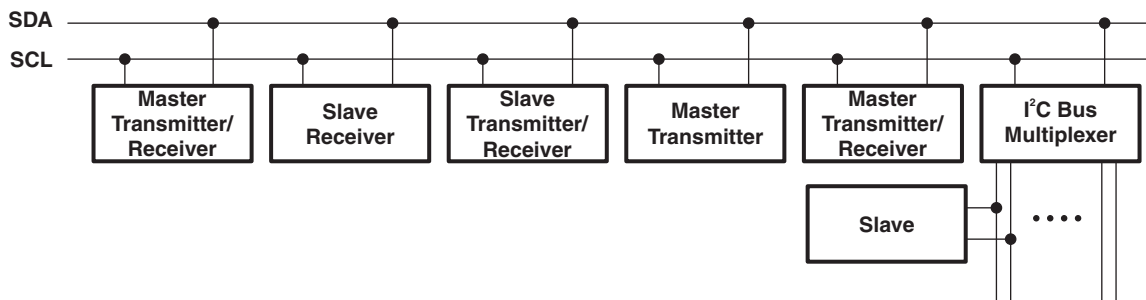 SDA
SCL
Master
Transmitter/
Receiver
Slave
Receiver
Slave
Transmitter/
Receiver
Master
Transmitter
Master
Transmitter/
Receiver
I²C Bus
Multiplexer
Slave